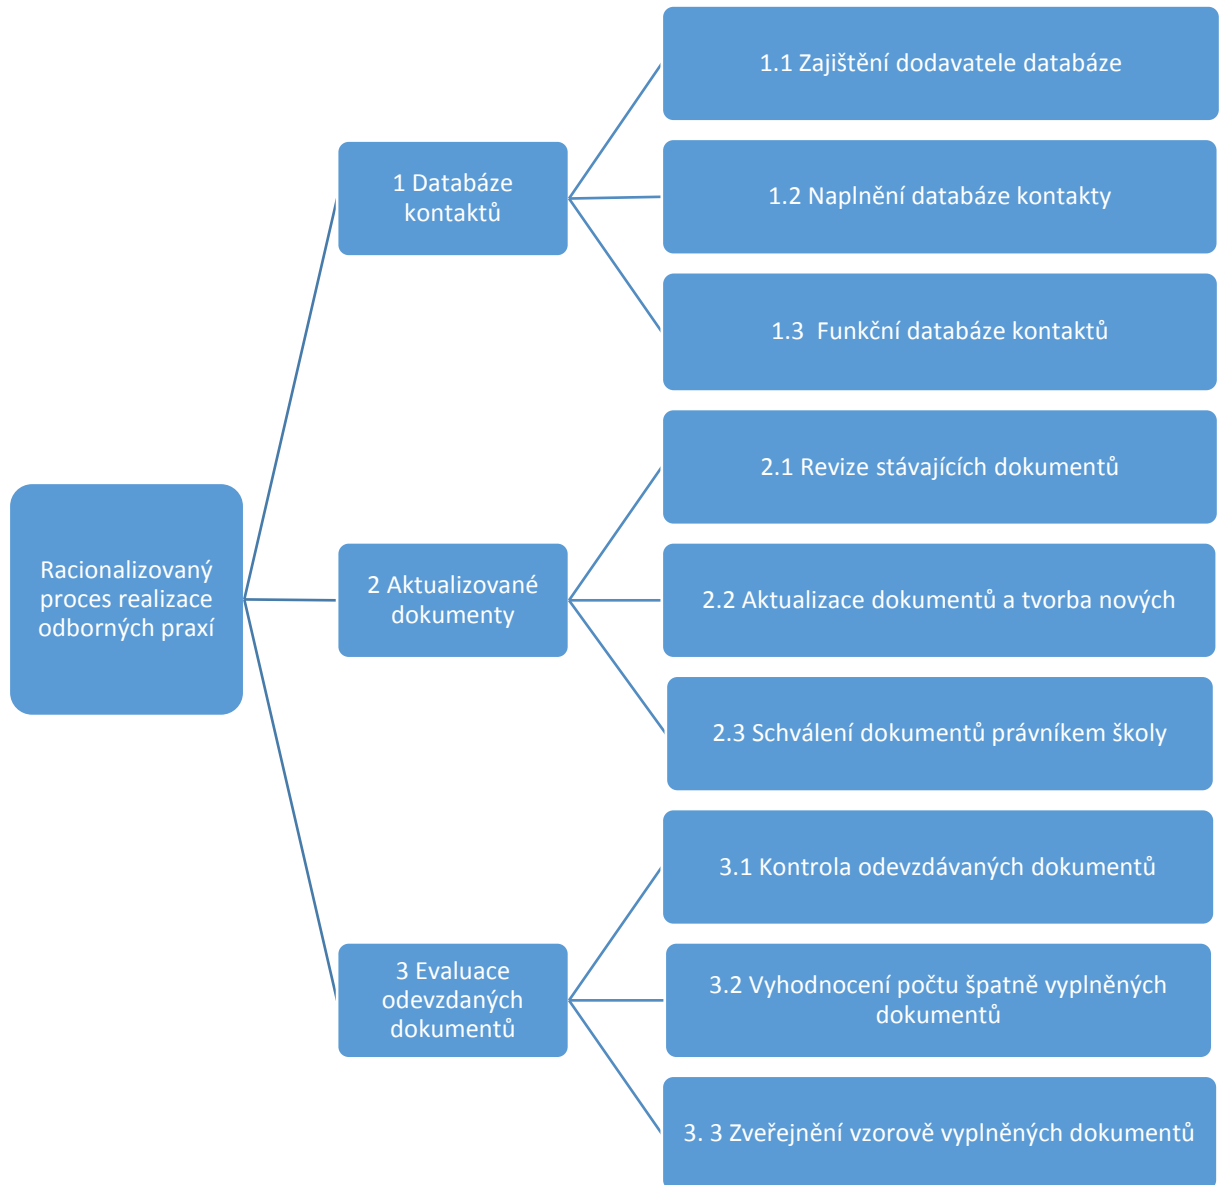 Racionalizovaný
proces realizace
odborných praxí
1 Databáze
kontaktů
1.1 Zajištění dodavatele databáze
1.2 Naplnění databáze kontakty
1.3  Funkční databáze kontaktů
2 Aktualizované
dokumenty
2.1 Revize stávajících dokumentů
2.2 Aktualizace dokumentů a tvorba nových
2.3 Schválení dokumentů právníkem školy
3 Evaluace
odevzdaných
dokumentů
3.1 Kontrola odevzdávaných dokumentů
3.2 Vyhodnocení počtu špatně vyplněných
dokumentů
3. 3 Zveřejnění vzorově vyplněných dokumentů